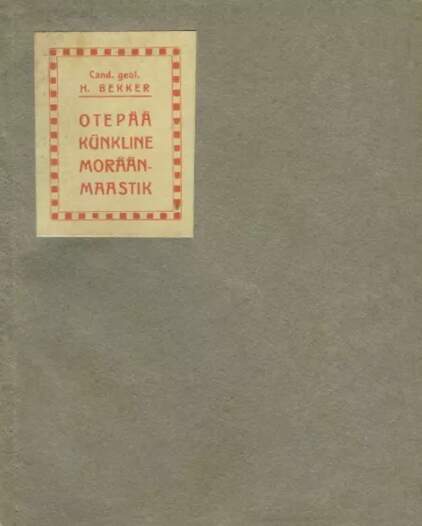 Cand. geol.
H. BEKKER
OTEPÄÄ
KÜNKLINE
MORÄÄN-
MAASTIK